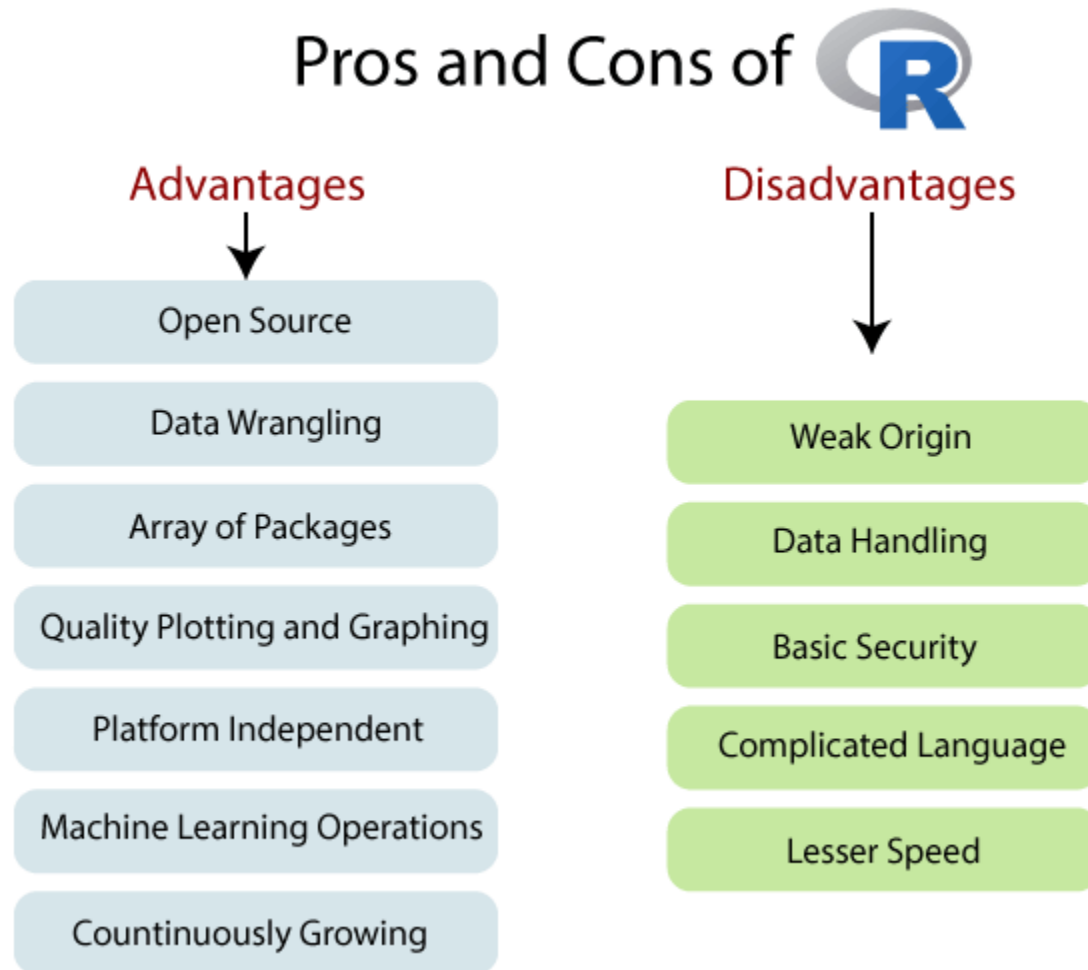 Pros and Cons of R
Advantages
Open Source
Data Wrangling
Array of Packages
Quality Plotting and Graphing
Platform Independent
Machine Learning Operations
Countinuously Growing
Disadvantages
Weak Origin
Data Handling
Basic Security
Complicated Language
Lesser Speed